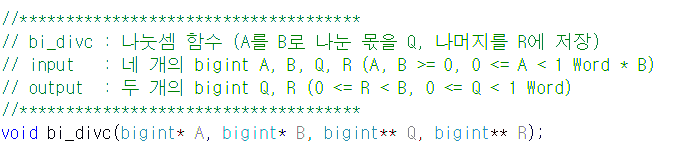 //***********************************
// bi_divc : 나눗셈 함수 (A를 B로 나눈 몫을 Q, 나머지를 R에 저장)
// input   : 네 개의 bigint A, B, Q, R (A, B >= 0, 0 <= A < 1 Word * B)
// output  : 두 개의 bigint Q, R (0 <= R < B, 0 <= Q < 1 Word)
//***********************************
void bi_divc(bigint* A, bigint* B, bigint** Q, bigint** R);